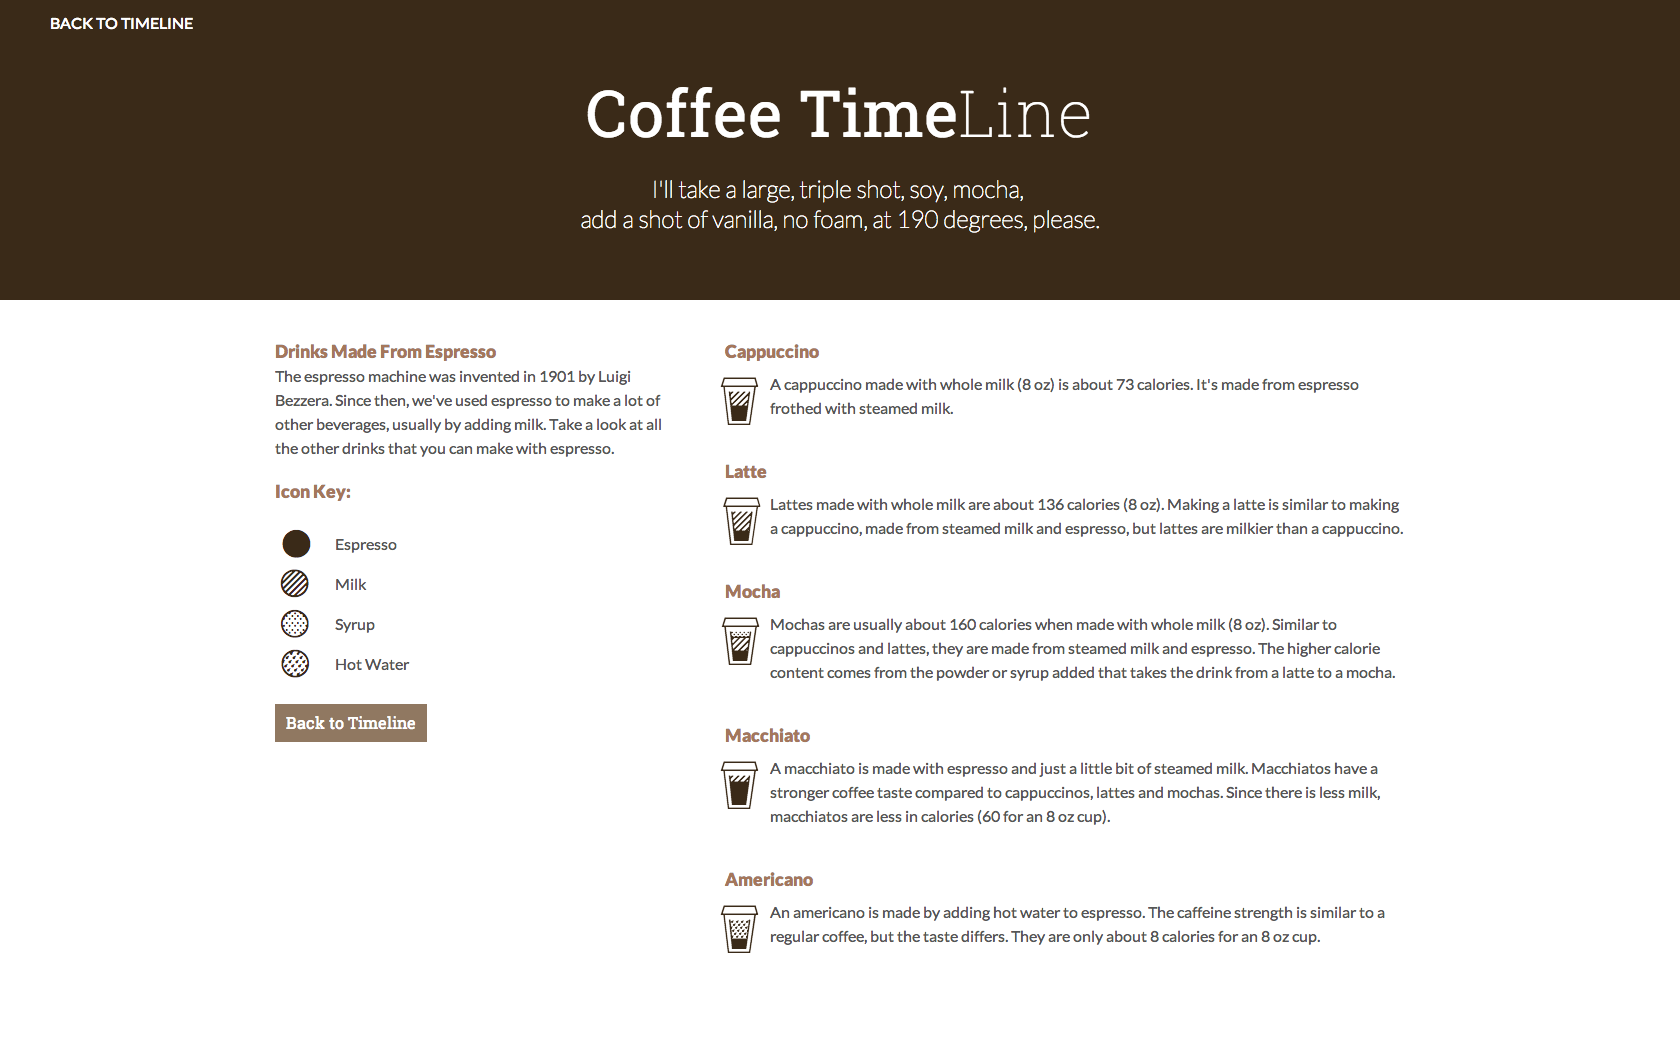 BACK TO TIMELINE
Coffee TimeLine
I'll take a large, triple shot, soy, mocha,
add a shot of vanilla, no foam, at 190 degrees, please.
Drinks Made From Espresso
The espresso machine was invented in 1901 by Luigi
Bezzera. Since then, we've used espresso to make a lot of
other beverages, usually by adding milk. Take a look at all
the other drinks that you can make with espresso.
Icon Key:
Espresso
Milk
Syrup
Hot Water
Back to Timeline
Cappuccino
A cappuccino made with whole milk (8 oz) is about 73 calories. It's made from espresso
frothed with steamed milk.
Latte
Lattes made with whole milk are about 136 calories (8 oz). Making a latte is similar to making
a cappuccino, made from steamed milk and espresso, but lattes are milkier than a cappuccino.
Mocha
Mochas are usually about 160 calories when made with whole milk (8 oz). Similar to
cappuccinos and lattes, they are made from steamed milk and espresso. The higher calorie
content comes from the powder or syrup added that takes the drink from a latte to a mocha.
Macchiato
A macchiato is made with espresso and just a little bit of steamed milk. Macchiatos have a
stronger coffee taste compared to cappuccinos, lattes and mochas. Since there is less milk,
macchiatos are less in calories (60 for an 8 oz cup).
Americano
An americano is made by adding hot water to espresso. The caffeine strength is similar to a
regular coffee, but the taste differs. They are only about 8 calories for an 8 oz cup.